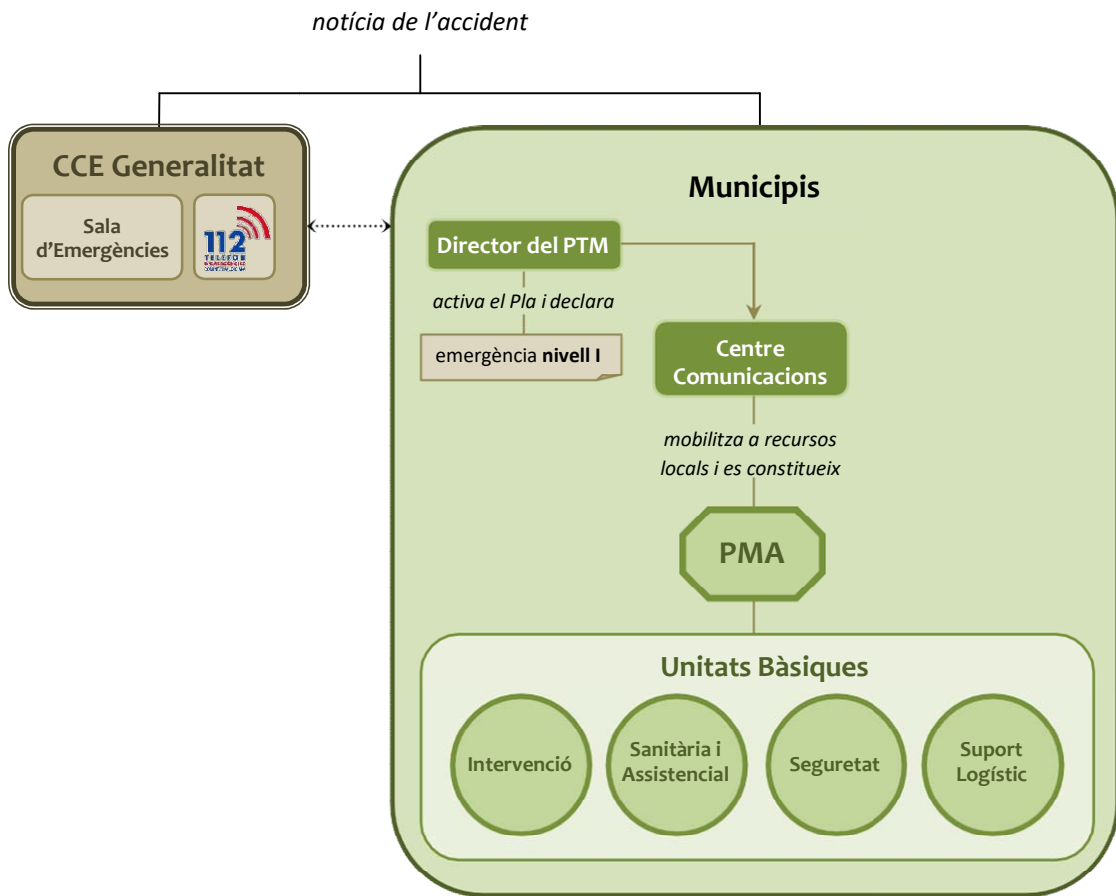 notícia de l'accident
CCE Generalitat
Sala
d'Emergències
112
TELÈFON
Municipis
Director del PTM
activa el Pla i declara
emergència nivell I
Centre
Comunicacions
mobilitza a recursos
locals i es constitueix
PMA
Unitats Bàsiques
Intervenció
Sanitària i
Assistencial
Seguretat
Suport
Logístic